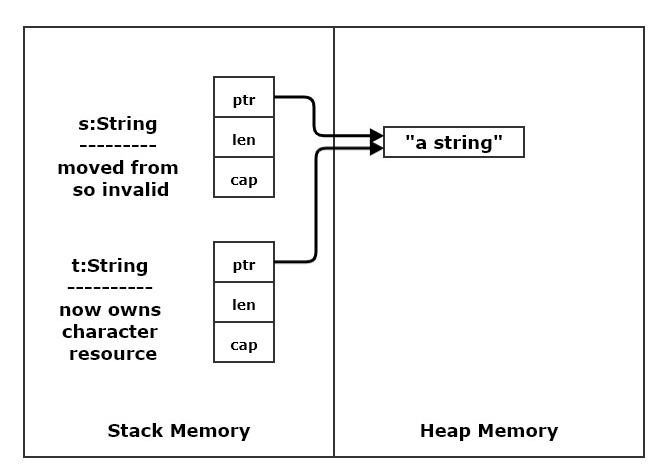 s:String
---------
moved from
so invalid
ptr
len
cap
t:String
----------
now owns
character
resource
ptr
len
cap
"a string"
Stack Memory
Heap Memory